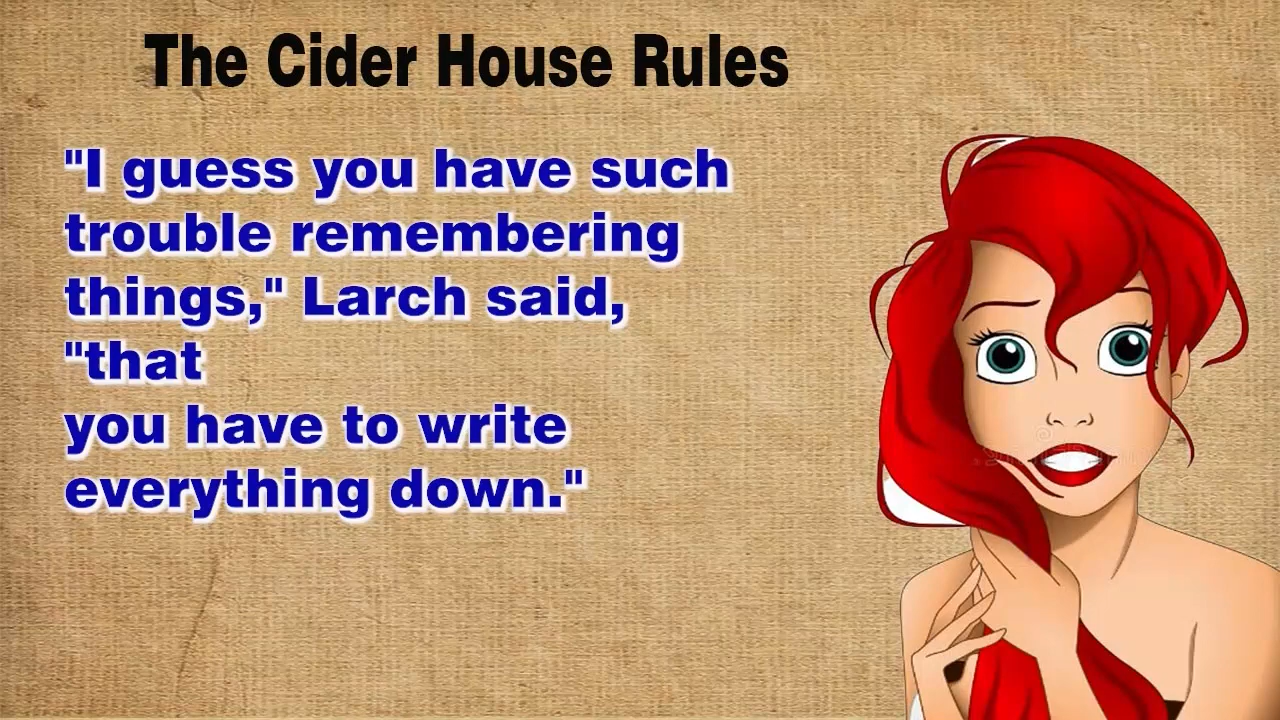 The Cider House Rules
"I guess you have such
trouble remembering
things," Larch said,
"that
you have to write
everything down."